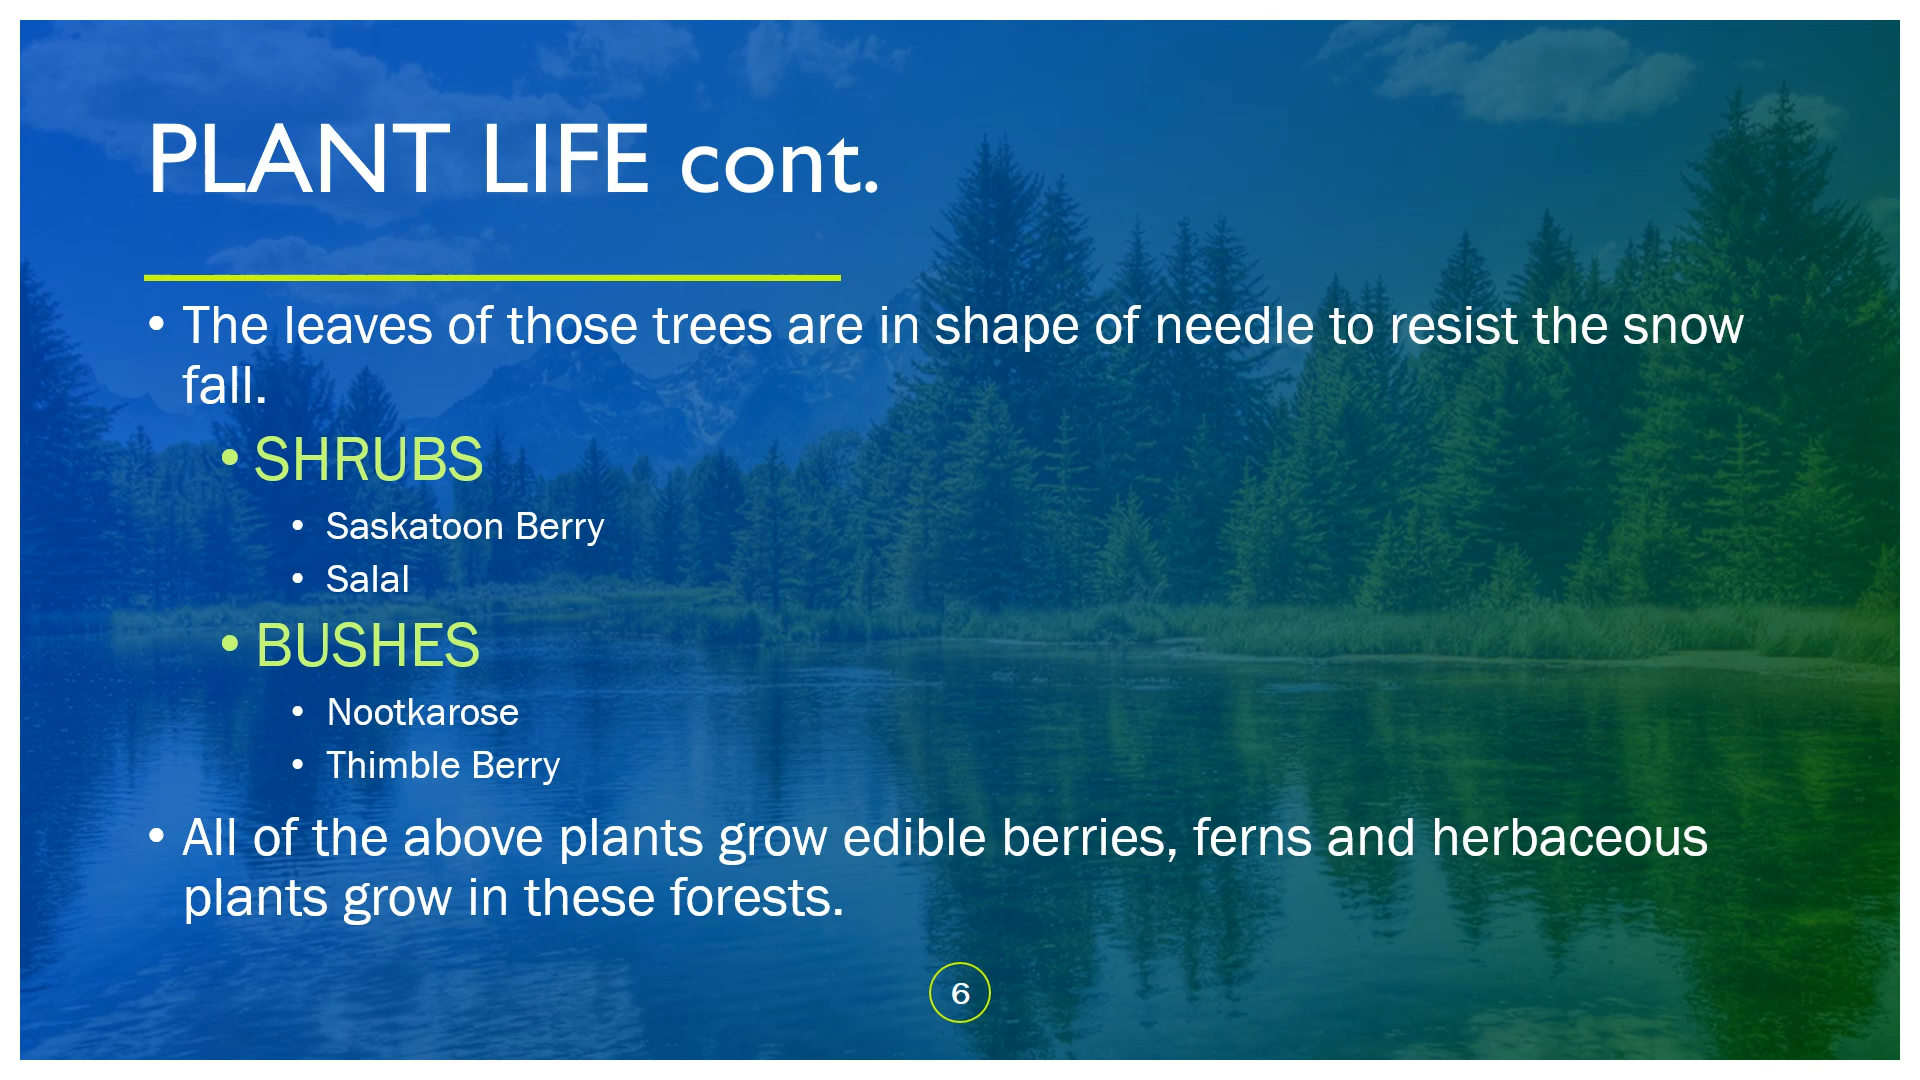 PLANT LIFE cont.
• The leaves of those trees are in shape of needle to resist the snow
fall.
• SHRUBS
• Saskatoon Berry
• Salal
• BUSHES
• Nootkarose
• Thimble Berry
• All of the above plants grow edible berries, ferns and herbaceous
plants grow in these forests.
6